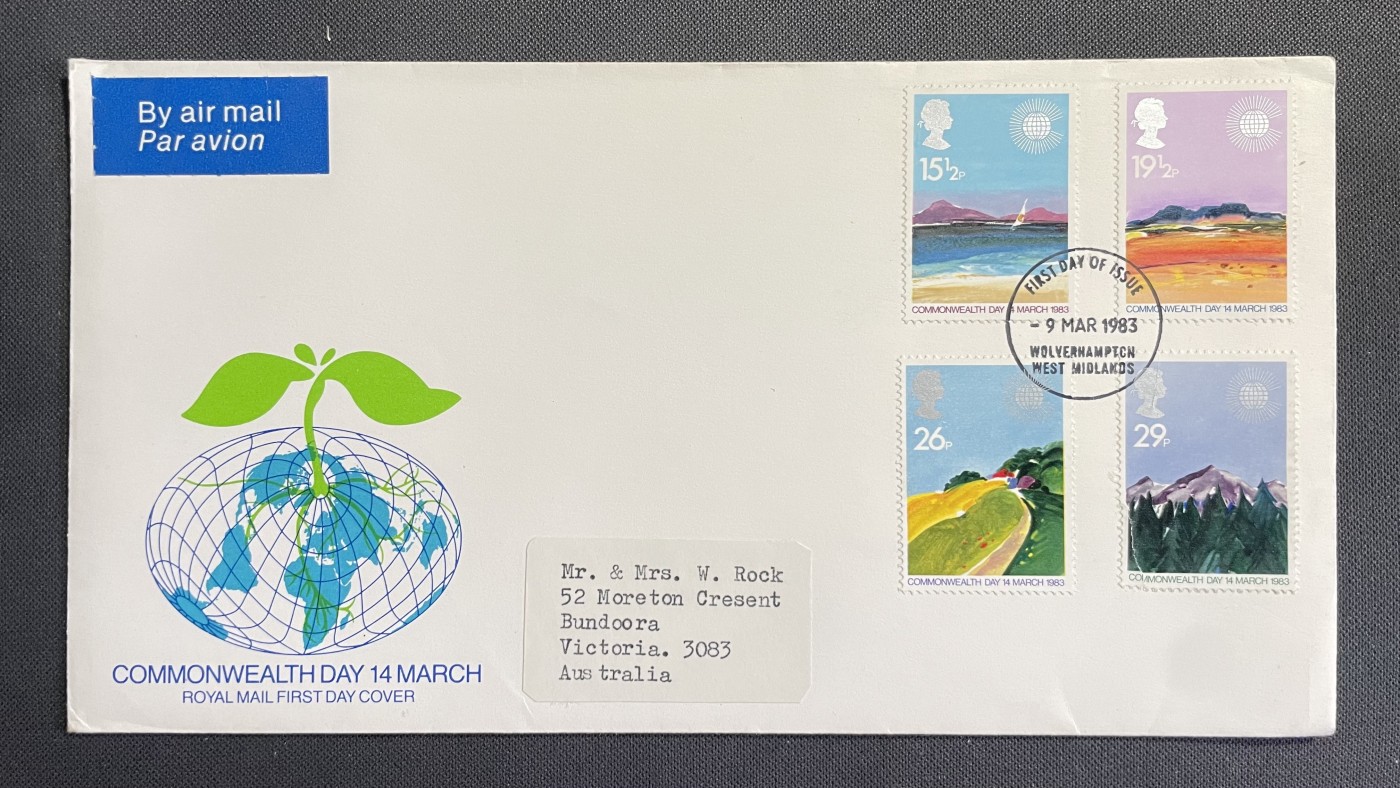 By air mail
Par avion
15½P
COMMONWEALTH DAY 14 MARCH 1983
19½P
COMMONWEALTH DAY 14 MARCH 1983
FIRST DAY OF ISSUE
- 9 MAR 1983
WOLVERHAMPTON
WEST MIDLANDS
26P
COMMONWEALTH DAY 14 MARCH 1983
29P
COMMONWEALTH DAY 14 MARCH 1983
Mr. & Mrs. W. Rock
52 Moreton Cresent
Bundoora
Victoria. 3083
Australia
COMMONWEALTH DAY 14 MARCH
ROYAL MAIL FIRST DAY COVER